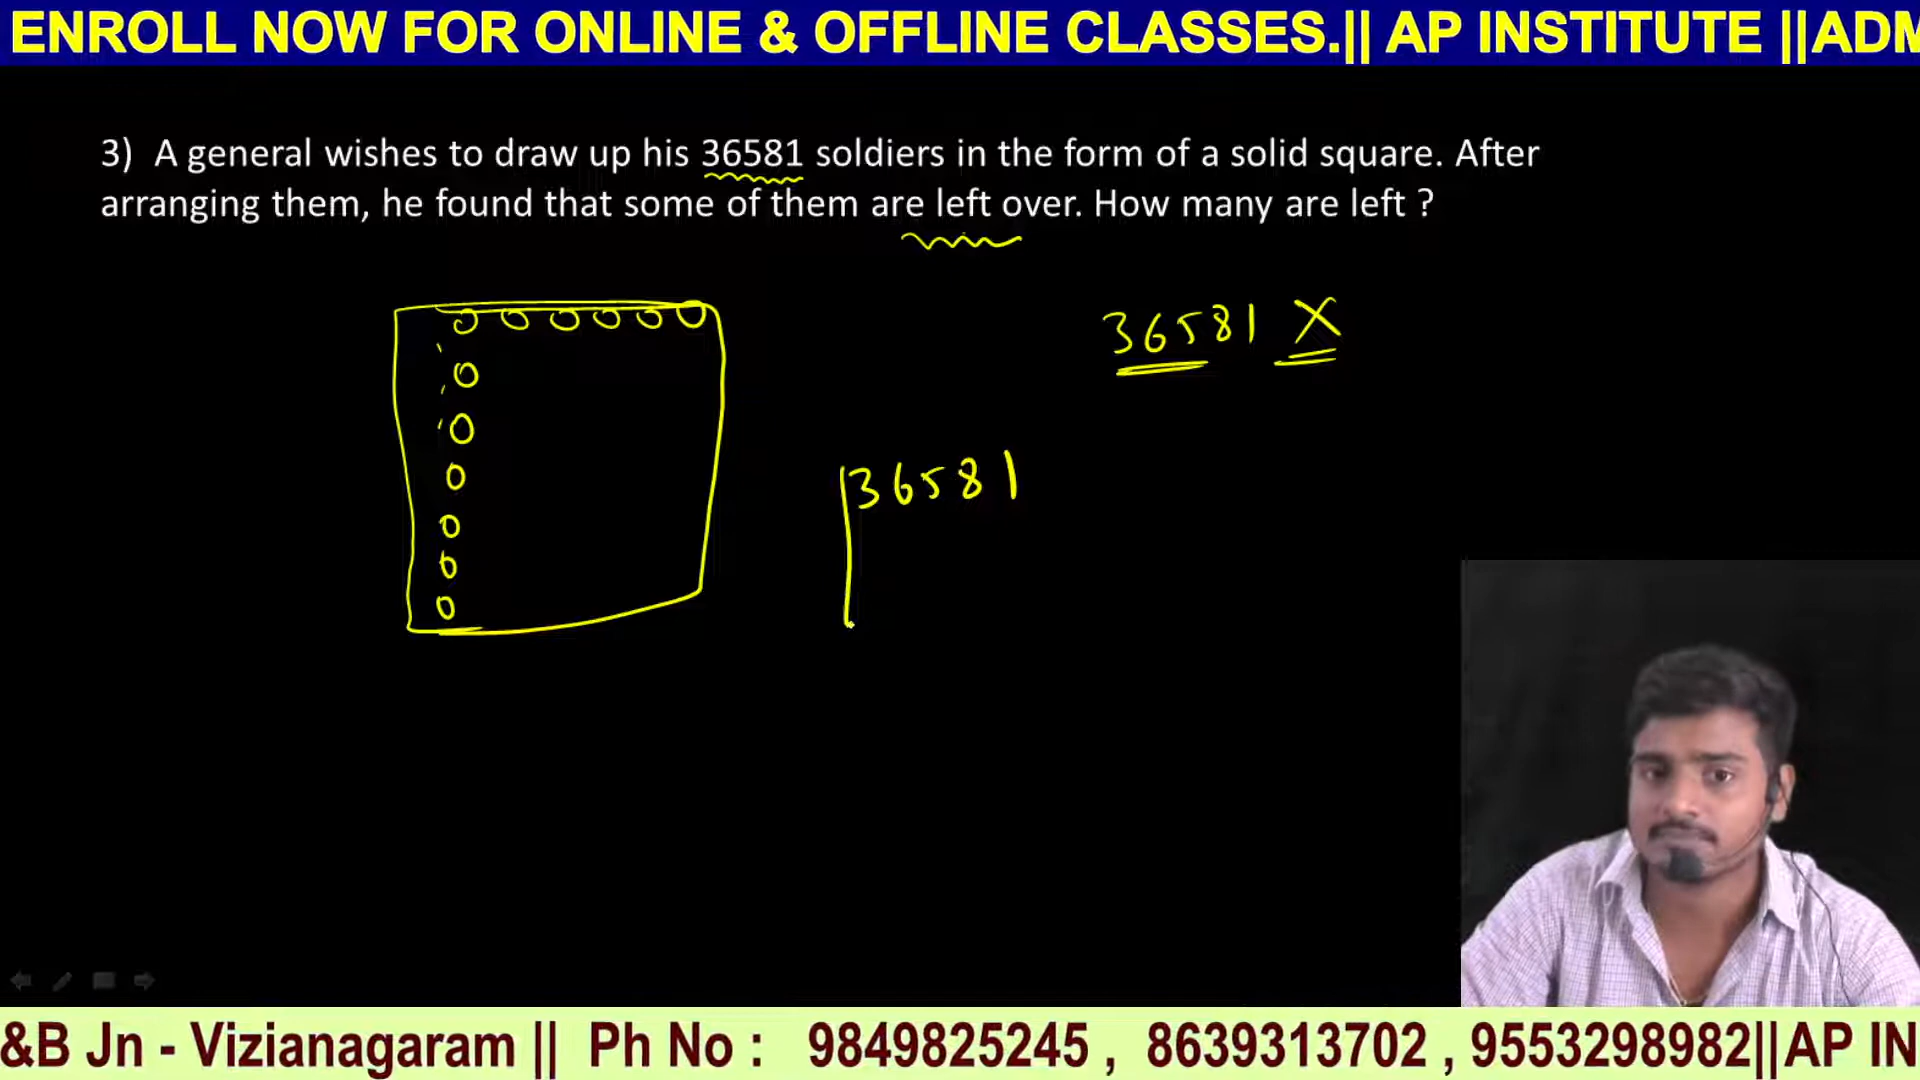 ENROLL NOW FOR ONLINE & OFFLINE CLASSES.|| AP INSTITUTE ||ADM
3) A general wishes to draw up his 36581 soldiers in the form of a solid square. After
arranging them, he found that some of them are left over. How many are left ?
36581 X
36581
&B Jn - Vizianagaram || Ph No : 9849825245 , 8639313702 , 9553298982||AP IN